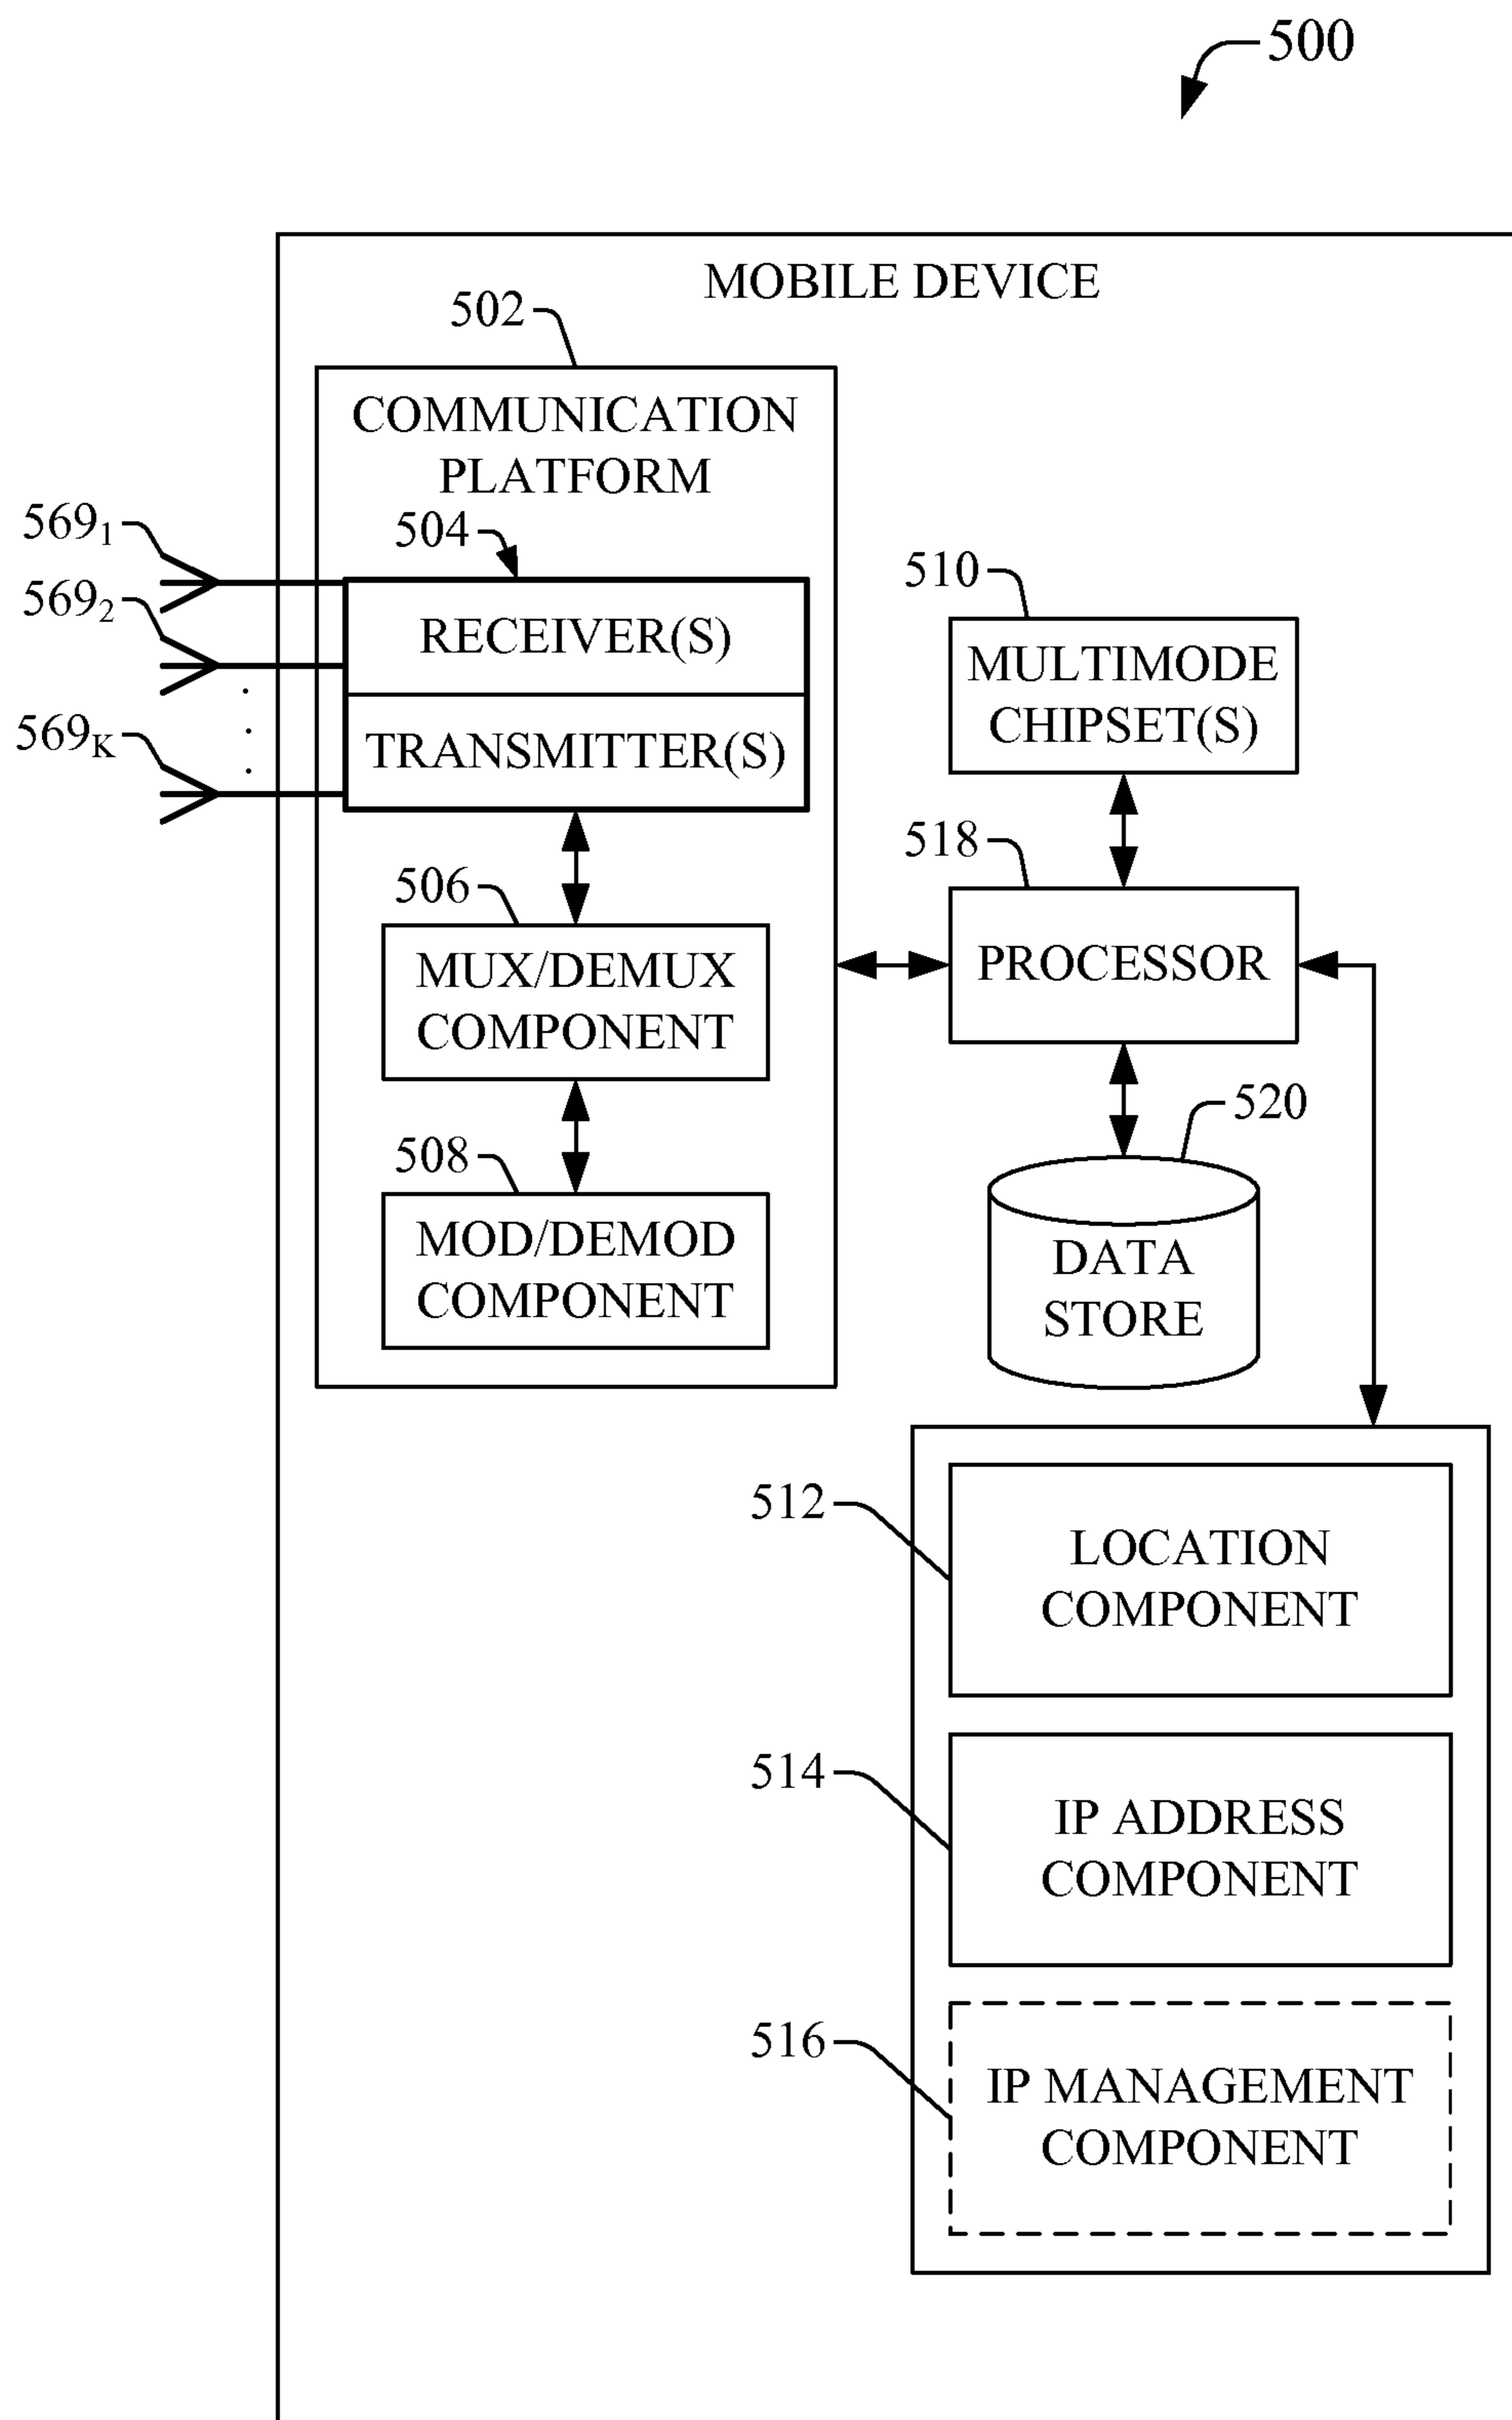 500
MOBILE DEVICE
502
COMMUNICATION
PLATFORM
504
569₁
569₂
569_K
RECEIVER(S)
TRANSMITTER(S)
510
MULTIMODE
CHIPSET(S)
518
PROCESSOR
506
MUX/DEMUX
COMPONENT
508
MOD/DEMOD
COMPONENT
520
DATA
STORE
512
LOCATION
COMPONENT
514
IP ADDRESS
COMPONENT
516
IP MANAGEMENT
COMPONENT